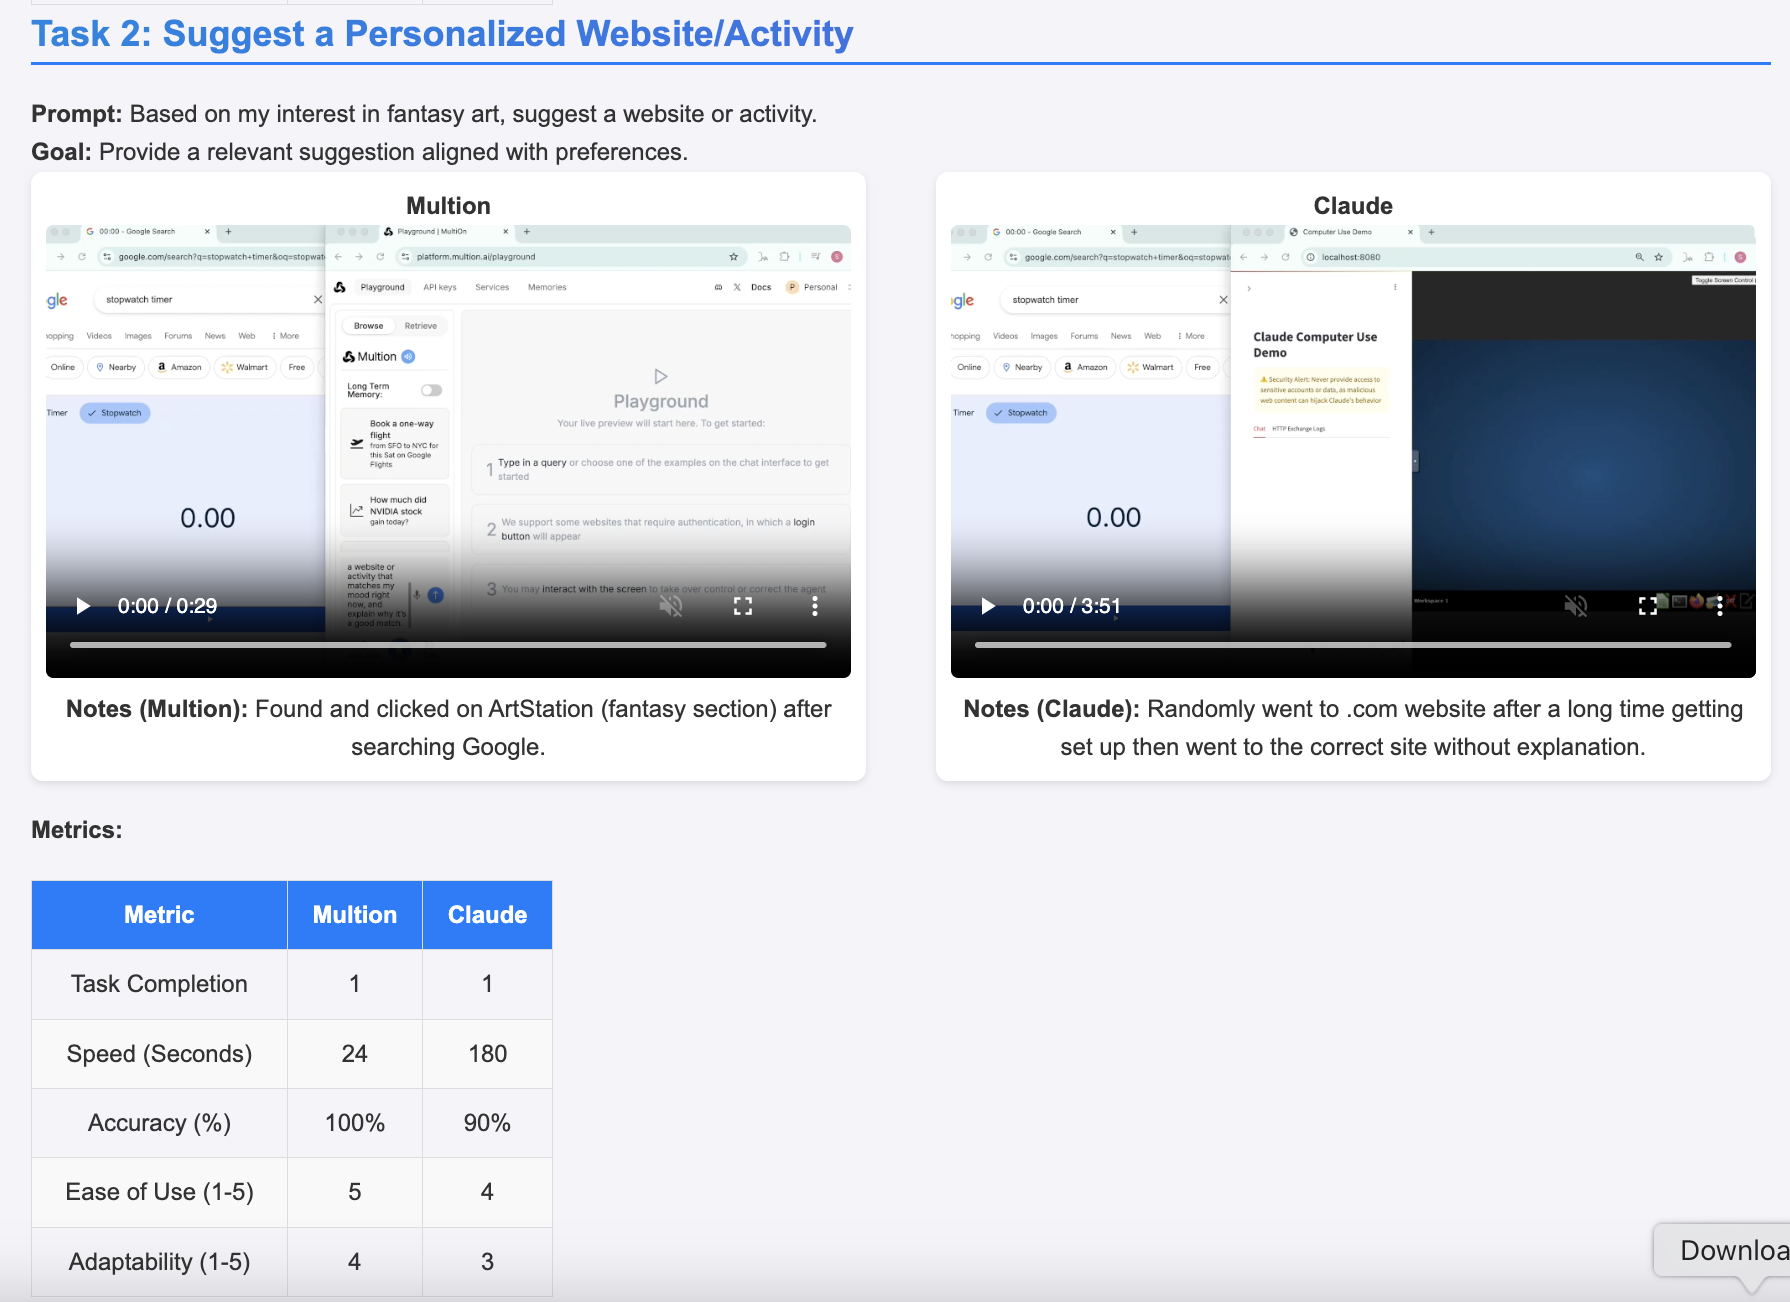 Task 2: Suggest a Personalized Website/Activity
Prompt: Based on my interest in fantasy art, suggest a website or activity.
Goal: Provide a relevant suggestion aligned with preferences.
Multion
00:00 - Google Search
Playground | MultiOn
google.com/search?q=stopwatch+timer&oq=stopwat
platform.multion.ai/playground
gle
stopwatch timer
Playground API keys Services Memories Docs Personal
opping Videos Images Forums News Web More
Browse Retrieve
Online Nearby Amazon Walmart Free
Multion
Long Term
Memory:
Timer Stopwatch
Playground
Your live preview will start here. To get started:
Book a one-way
flight
from SFO to NYC for
this Sat on Google
Flights
1 Type in a query or choose one of the examples on the chat interface to get
started
How much did
NVIDIA stock
gain today?
0.00
2 We support some websites that require authentication, in which a login
button will appear
a website or
activity that
matches my
mood right
now, and
explain why it's
a good match.
3 You may interact with the screen to take over control or correct the agent
0:00 / 0:29
Notes (Multion): Found and clicked on ArtStation (fantasy section) after
searching Google.
Claude
00:00 - Google Search
Computer Use Demo
google.com/search?q=stopwatch+timer&oq=stopwat
localhost:8080
Toggle Screen Control
gle
stopwatch timer
opping Videos Images Forums News Web More
Claude Computer Use
Demo
Online Nearby Amazon Walmart Free
Security Alert: Never provide access to
sensitive accounts or data, as malicious
web content can hijack Claude's behavior
Timer Stopwatch
Chat HTTP Exchange Logs
0.00
Workspace 1
0:00 / 3:51
Notes (Claude): Randomly went to .com website after a long time getting
set up then went to the correct site without explanation.
Metrics:
Metric Multion Claude
Task Completion 1 1
Speed (Seconds) 24 180
Accuracy (%) 100% 90%
Ease of Use (1-5) 5 4
Adaptability (1-5) 4 3
Downloa